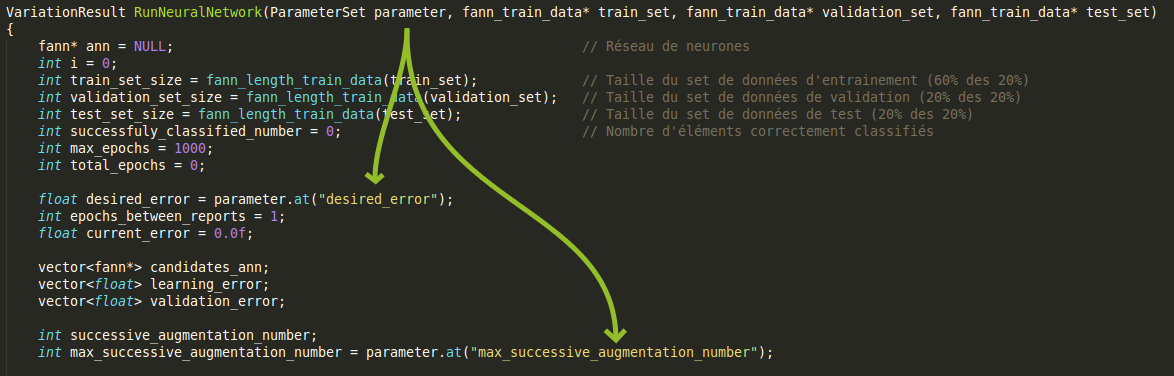 VariationResult RunNeuralNetwork(ParameterSet parameter, fann_train_data* train_set, fann_train_data* validation_set, fann_train_data* test_set)
{
fann* ann = NULL; // Réseau de neurones
int i = 0;
int train_set_size = fann_length_train_data(train_set); // Taille du set de données d'entrainement (60% des 20%)
int validation_set_size = fann_length_train_data(validation_set); // Taille du set de données de validation (20% des 20%)
int test_set_size = fann_length_train_data(test_set); // Taille du set de données de test (20% des 20%)
int successfuly_classified_number = 0; // Nombre d'éléments correctement classifiés
int max_epochs = 1000;
int total_epochs = 0;
float desired_error = parameter.at("desired_error");
int epochs_between_reports = 1;
float current_error = 0.0f;
vector<fann*> candidates_ann;
vector<float> learning_error;
vector<float> validation_error;
int successive_augmentation_number;
int max_successive_augmentation_number = parameter.at("max_successive_augmentation_number");